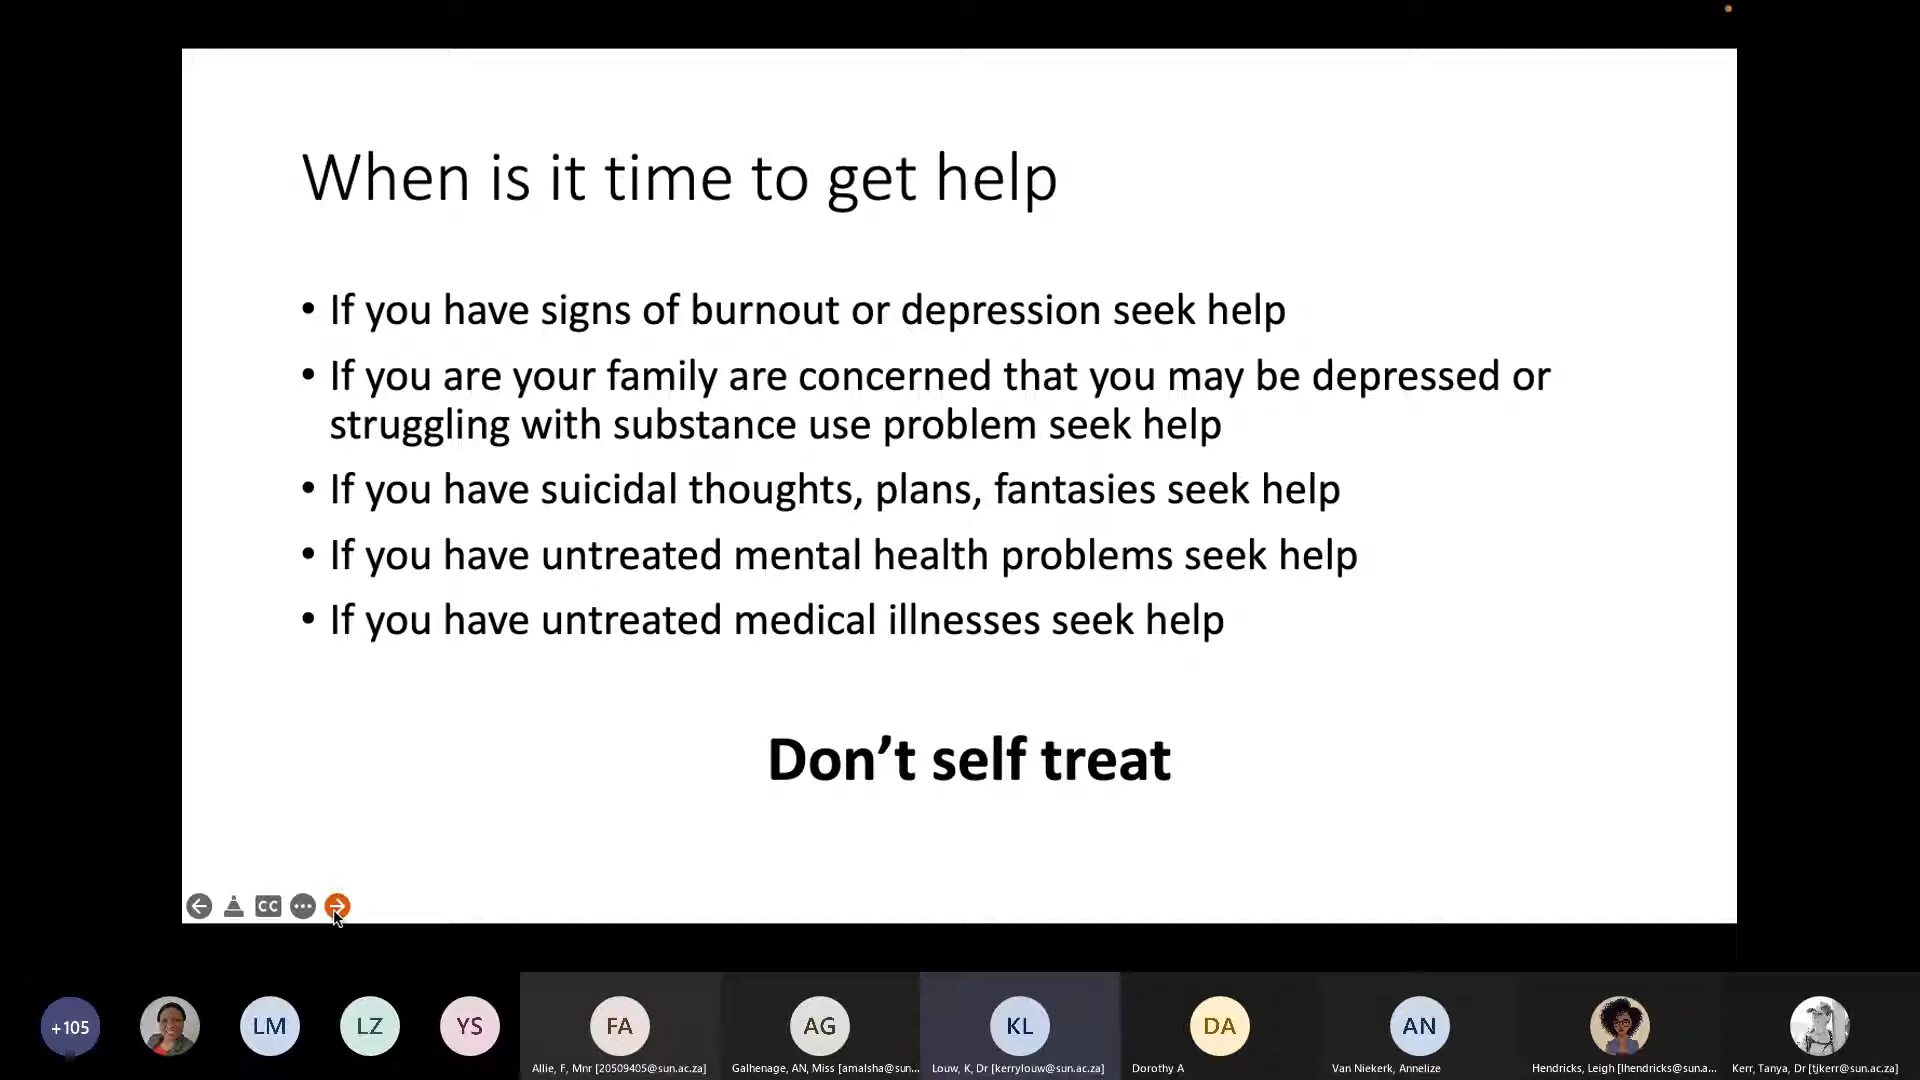 When is it time to get help
• If you have signs of burnout or depression seek help
• If you are your family are concerned that you may be depressed or
struggling with substance use problem seek help
• If you have suicidal thoughts, plans, fantasies seek help
• If you have untreated mental health problems seek help
• If you have untreated medical illnesses seek help
Don’t self treat
CC
+105
LM
LZ
YS
FA
AG
KL
DA
AN
Allie, F, Mnr [20509405@sun.ac.za]
Galhenage, AN, Miss [amalsha@sun...
Louw, K, Dr [kerrylouw@sun.ac.za]
Dorothy A
Van Niekerk, Annelize
Hendricks, Leigh [lhendricks@sun.a...
Kerr, Tanya, Dr [tjkerr@sun.ac.za]